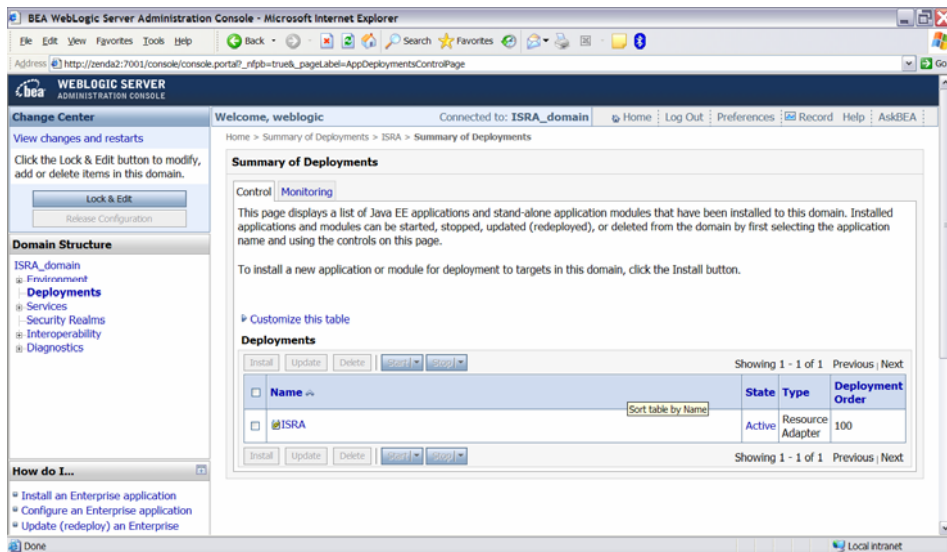 BEA WebLogic Server Administration Console - Microsoft Internet Explorer
File Edit View Favorites Tools Help
Back Search Favorites
Address http://zenda2:7001/console/console.portal?_nfpb=true&_pageLabel=AppDeploymentsControlPage Go
bea WEBLOGIC SERVER
ADMINISTRATION CONSOLE
Change Center
View changes and restarts
Click the Lock & Edit button to modify,
add or delete items in this domain.
Lock & Edit
Release Configuration
Domain Structure
ISRA_domain
Environment
Deployments
Services
Security Realms
Interoperability
Diagnostics
How do I...
Install an Enterprise application
Configure an Enterprise application
Update (redeploy) an Enterprise
Welcome, weblogic Connected to: ISRA_domain Home Log Out Preferences Record Help AskBEA
Home > Summary of Deployments > ISRA > Summary of Deployments
Summary of Deployments
Control Monitoring
This page displays a list of Java EE applications and stand-alone application modules that have been installed to this domain. Installed
applications and modules can be started, stopped, updated (redeployed), or deleted from the domain by first selecting the application
name and using the controls on this page.
To install a new application or module for deployment to targets in this domain, click the Install button.
Customize this table
Deployments
Install Update Delete Start Stop Showing 1 - 1 of 1 Previous | Next
Name State Type Deployment
Order
Sort table by Name
ISRA Active Resource
Adapter 100
Install Update Delete Start Stop Showing 1 - 1 of 1 Previous | Next
Done Local intranet